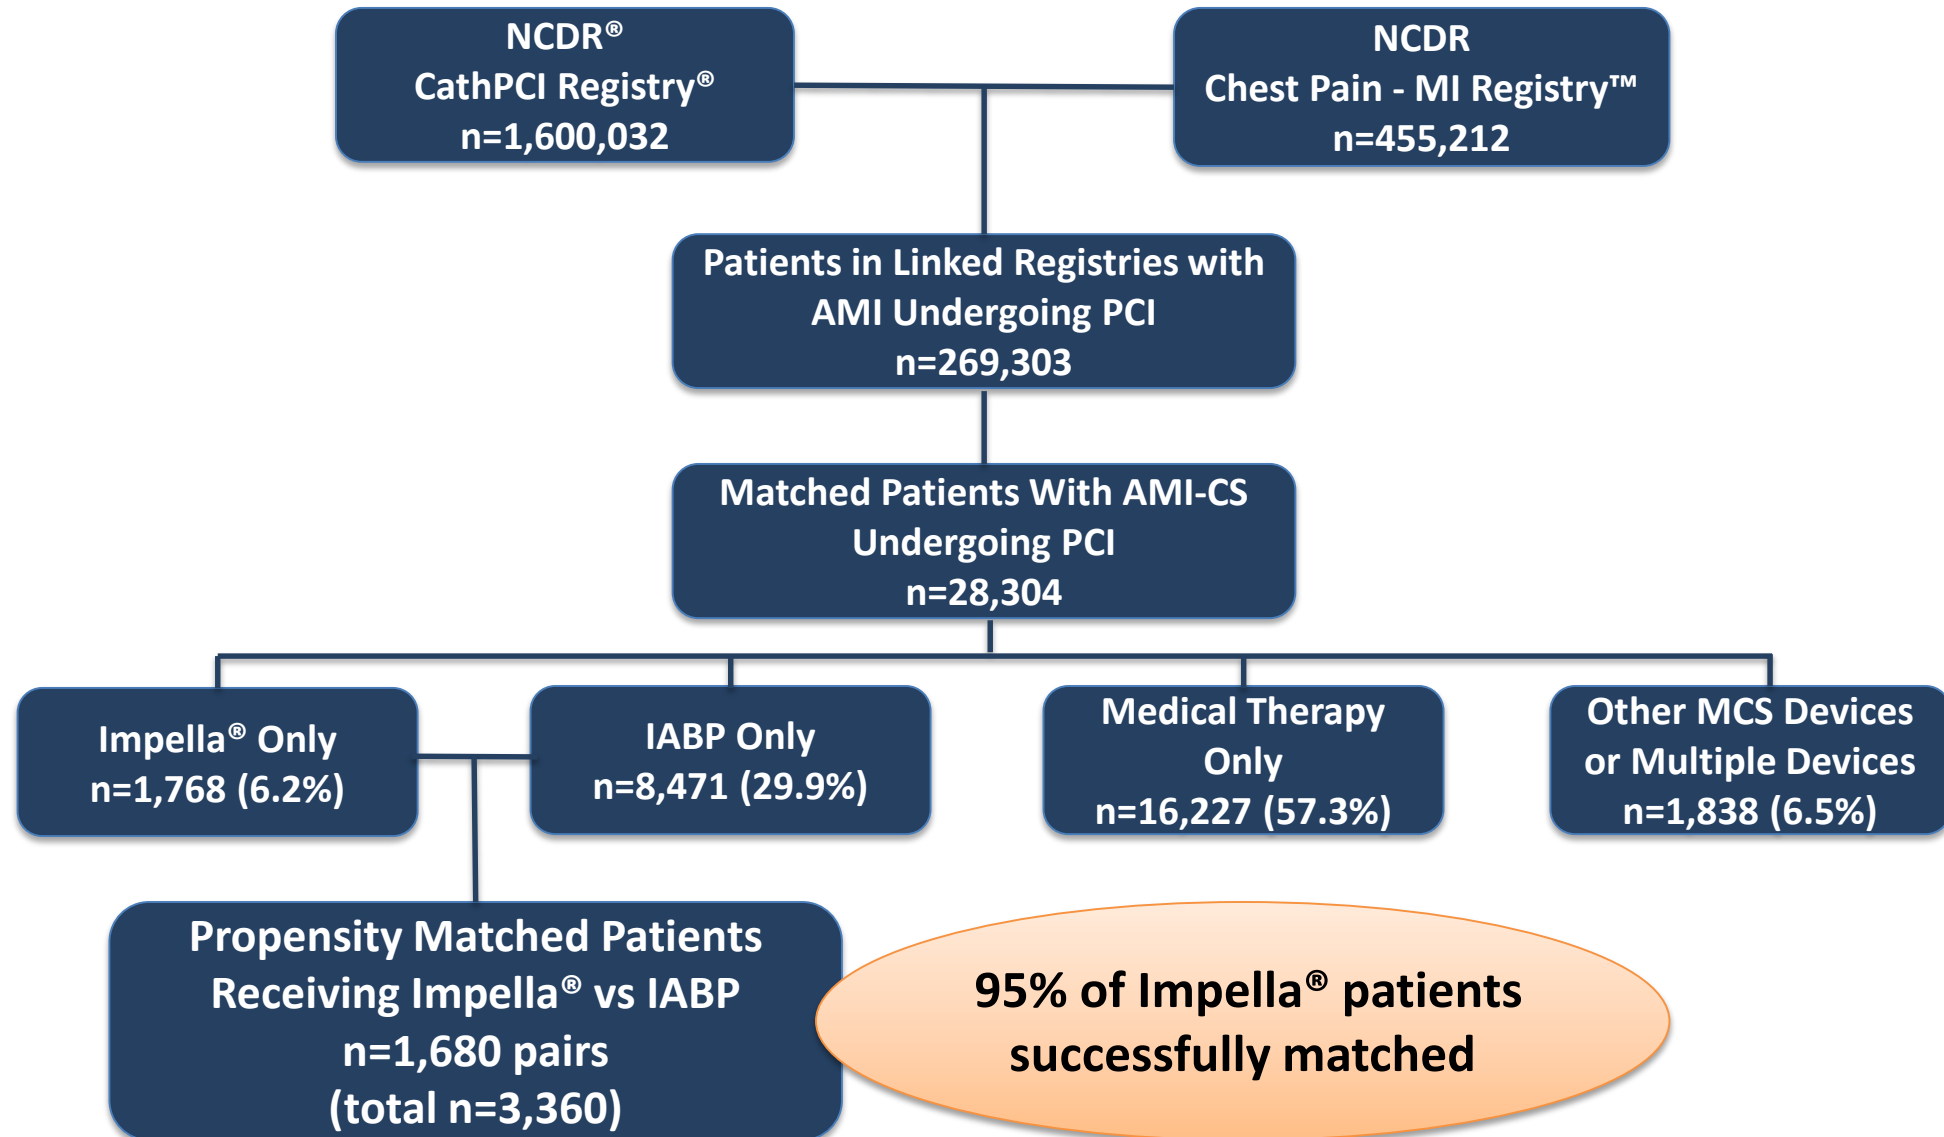 NCDR®
CathPCI Registry®
n=1,600,032
NCDR
Chest Pain - MI Registry™
n=455,212
Patients in Linked Registries with
AMI Undergoing PCI
n=269,303
Matched Patients With AMI-CS
Undergoing PCI
n=28,304
Impella® Only
n=1,768 (6.2%)
IABP Only
n=8,471 (29.9%)
Medical Therapy
Only
n=16,227 (57.3%)
Other MCS Devices
or Multiple Devices
n=1,838 (6.5%)
Propensity Matched Patients
Receiving Impella® vs IABP
n=1,680 pairs
(total n=3,360)
95% of Impella® patients
successfully matched